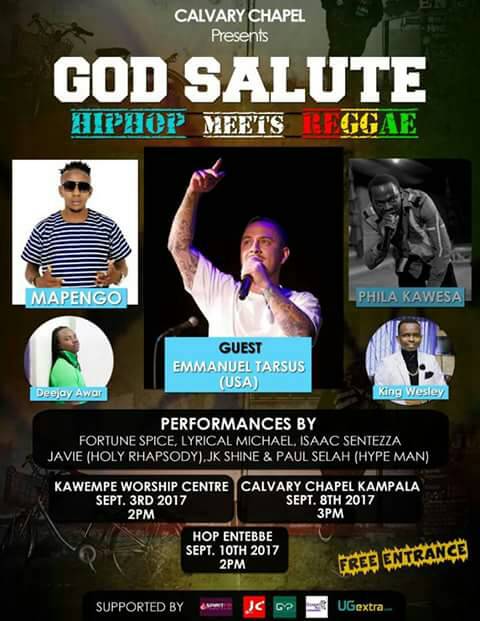 CALVARY CHAPEL
Presents
GOD SALUTE
HIPHOP MEETS REGGAE
MAPENGO
PHILA KAWESA
GUEST
EMMANUEL TARSUS
(USA)
Deejay Awar
King Wesley
PERFORMANCES BY
FORTUNE SPICE, LYRICAL MICHAEL, ISAAC SENTEZZA
JAVIE (HOLY RHAPSODY),JK SHINE & PAUL SELAH (HYPE MAN)
KAWEMPE WORSHIP CENTRE
SEPT. 3RD 2017
2PM
CALVARY CHAPEL KAMPALA
SEPT. 8TH 2017
3PM
HOP ENTEBBE
SEPT. 10TH 2017
2PM
FREE ENTRANCE
SUPPORTED BY
UGextra